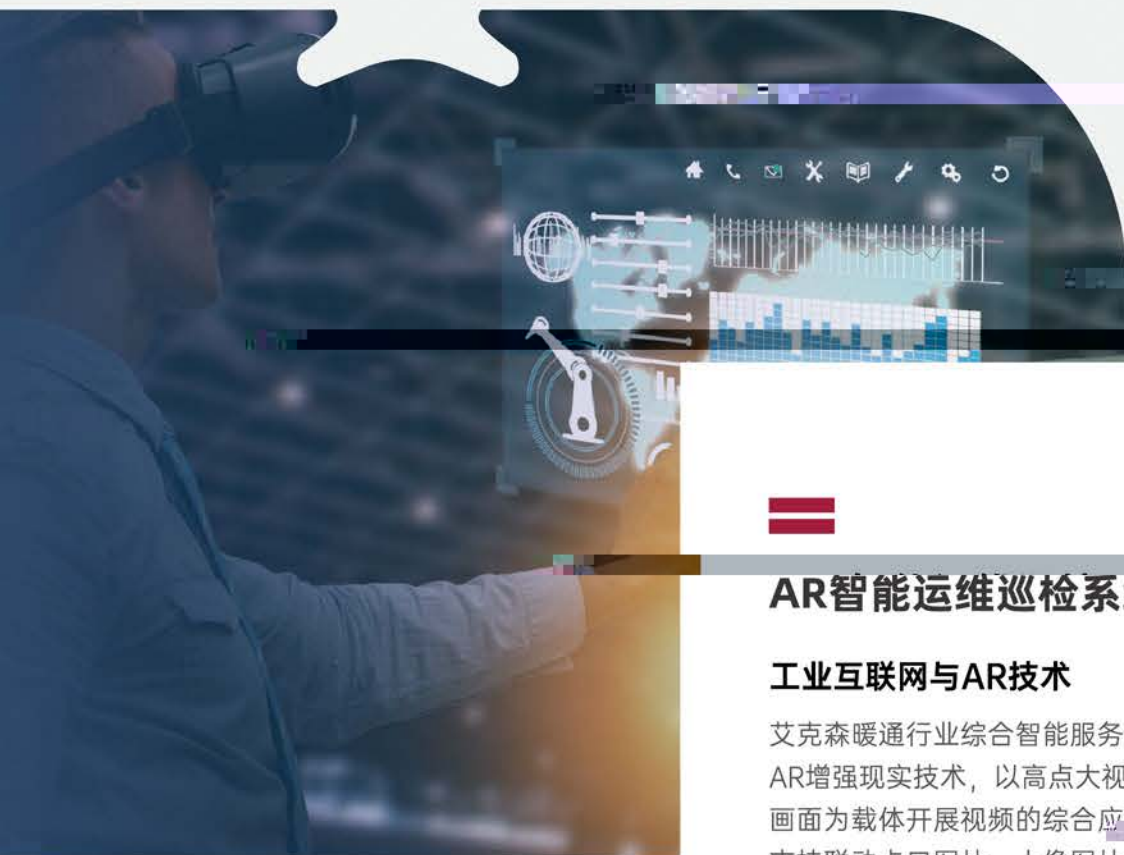 AR智能运维巡检系
工业互联网与AR技术
艾克森暖通行业综合智能服务
AR增强现实技术，以高点大视
画面为载体开展视频的综合应